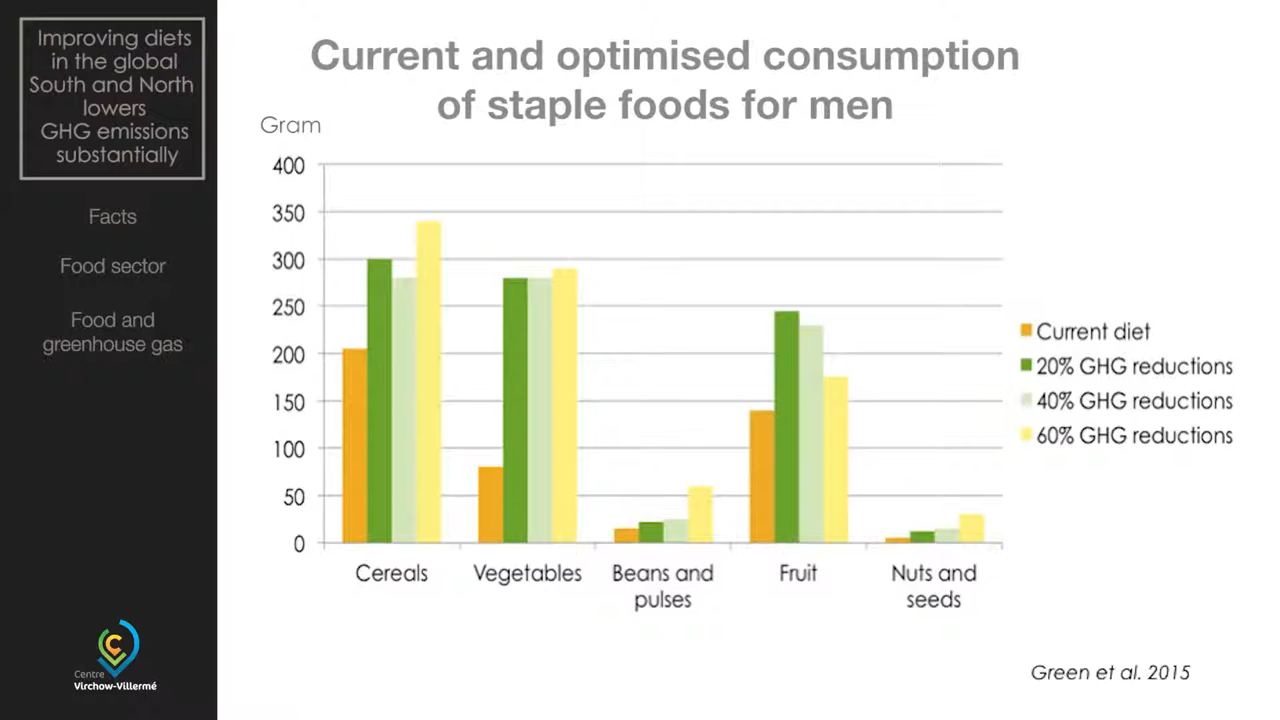 Improving diets
in the global
South and North
lowers
GHG emissions
substantially
Facts
Food sector
Food and
greenhouse gas
Centre
Virchow-Villermé
Current and optimised consumption
of staple foods for men
Gram
400
350
300
250
200
150
100
50
0
Cereals
Vegetables
Beans and
pulses
Fruit
Nuts and
seeds
Current diet
20% GHG reductions
40% GHG reductions
60% GHG reductions
Green et al. 2015